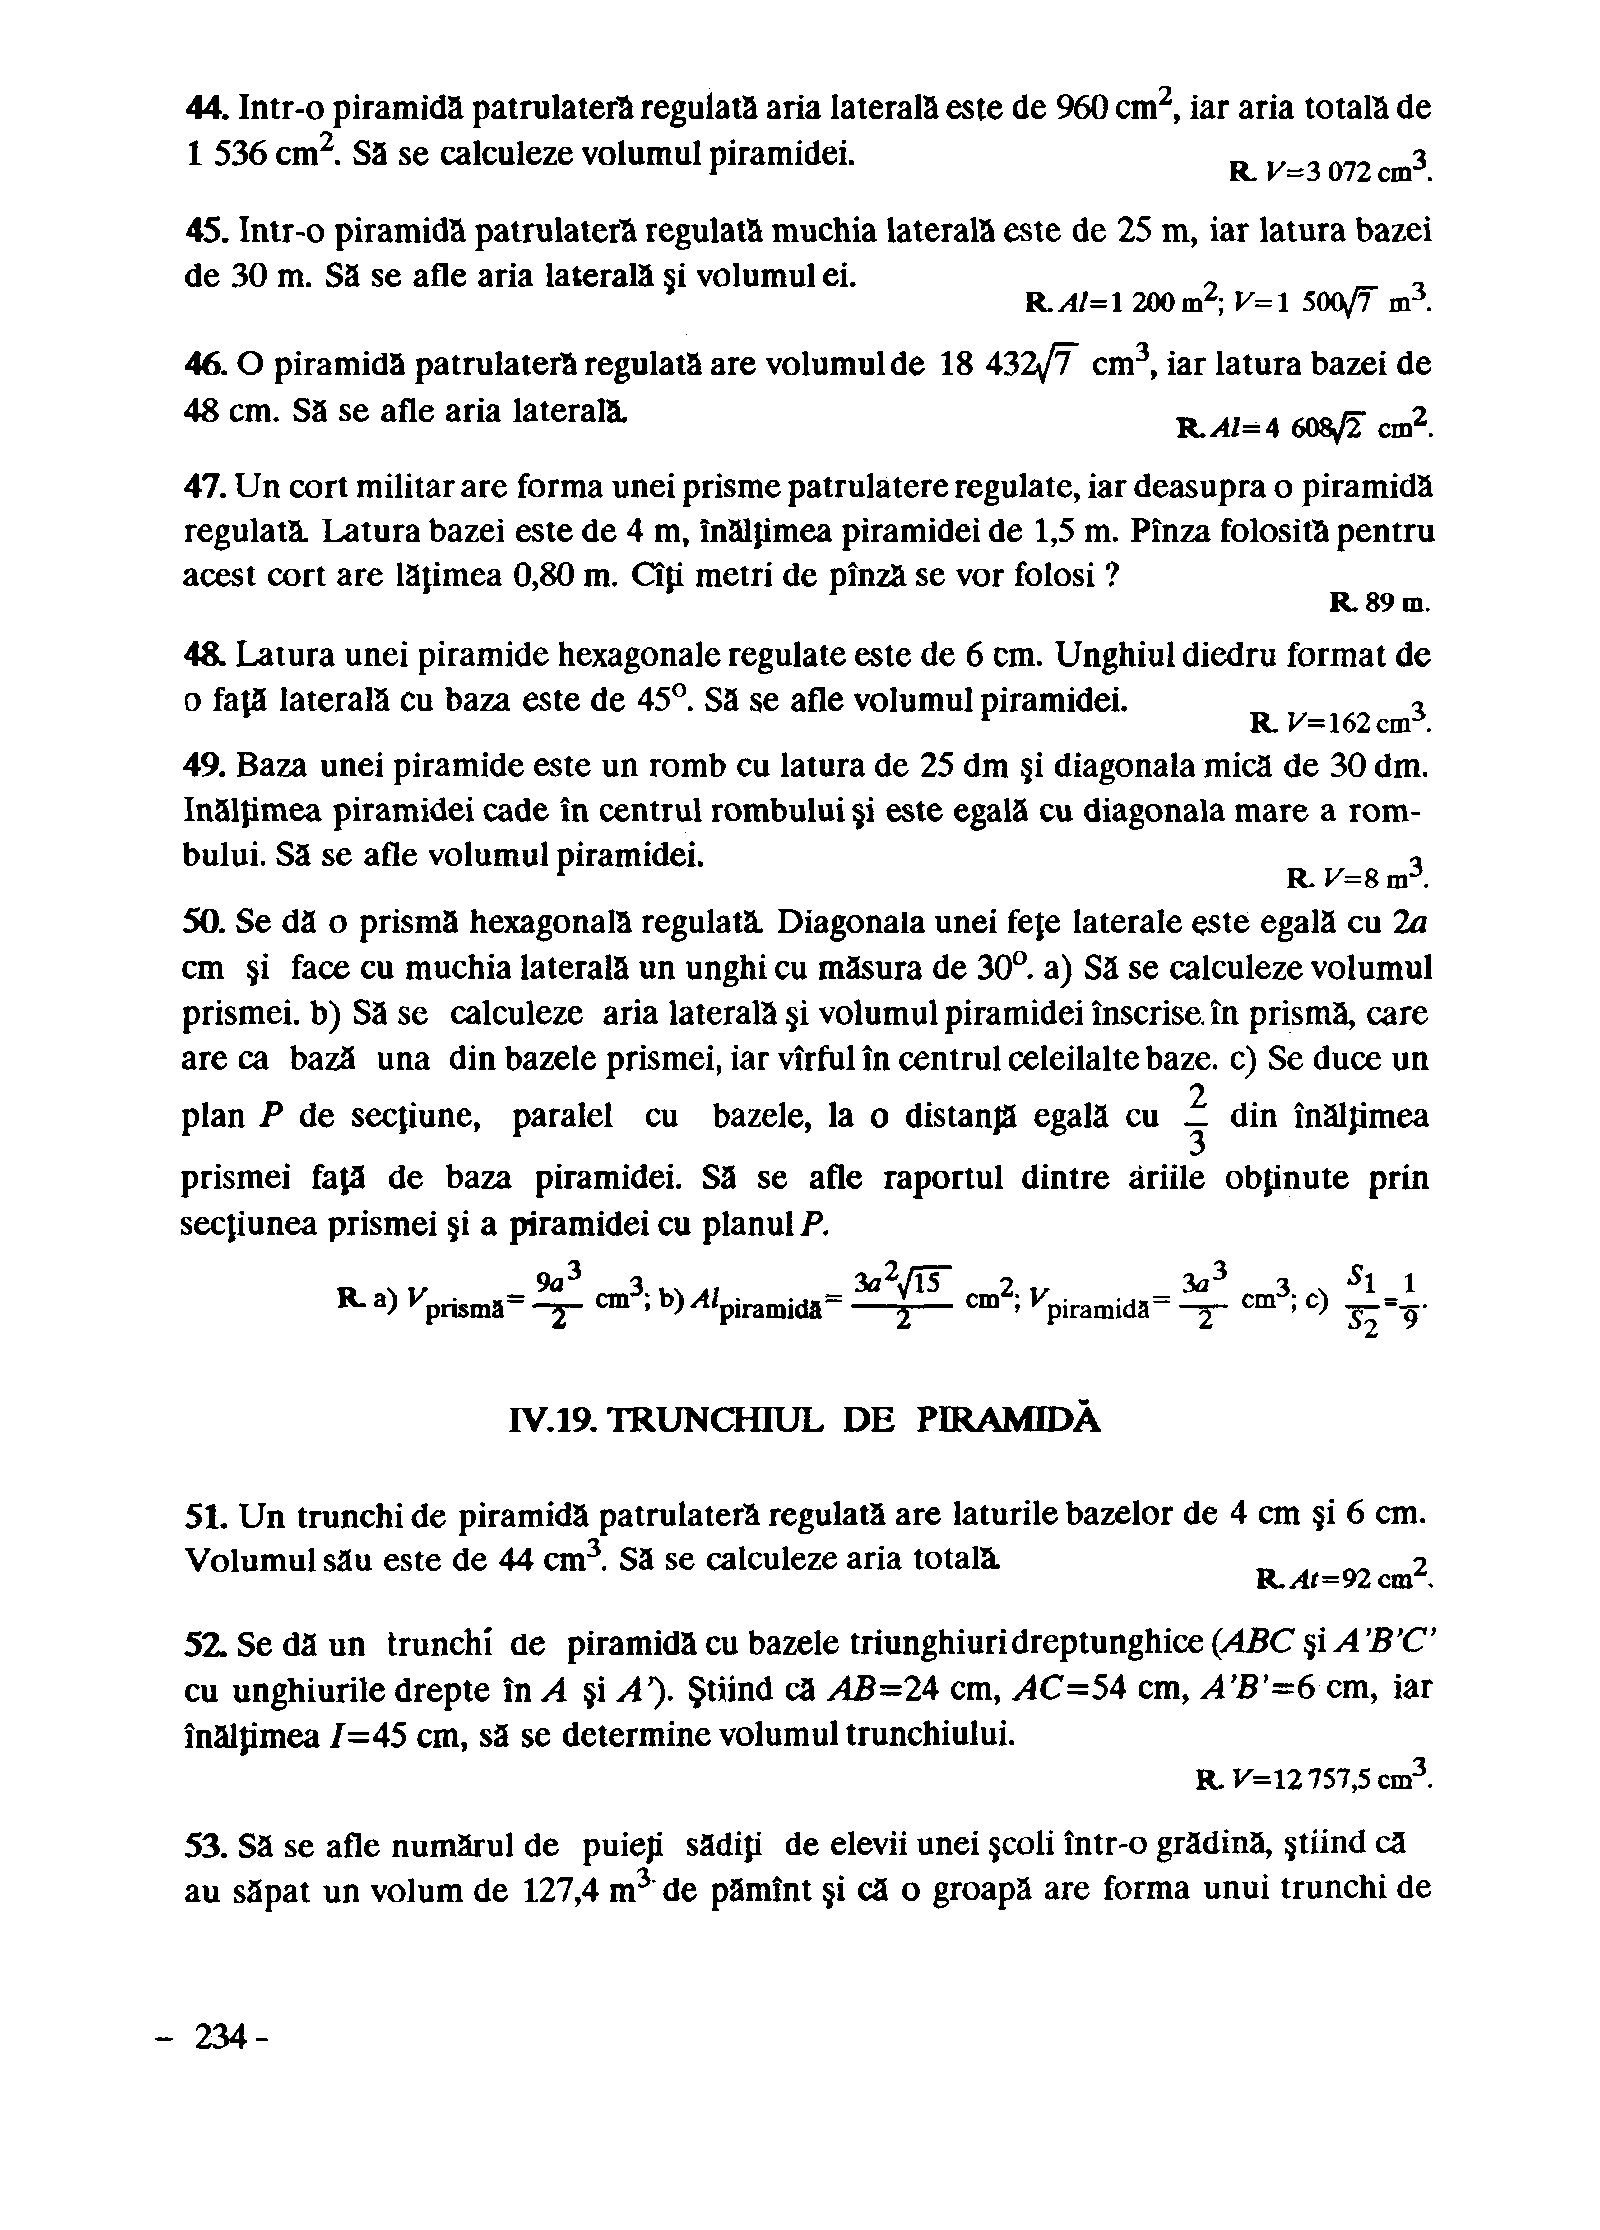 44. Intr-o piramidă patrulateră regulată aria laterală este de 960 cm², iar aria totală de
1 536 cm². Să se calculeze volumul piramidei.
R. V=3 072 cm³.
45. Intr-o piramidă patrulateră regulată muchia laterală este de 25 m, iar latura bazei
de 30 m. Să se afle aria laterală şi volumul ei.
R. Al=1 200 m²; V=1 500√7 m³.
46. O piramidă patrulateră regulată are volumul de 18 432√7 cm³, iar latura bazei de
48 cm. Să se afle aria laterală.
R. Al=4 608√2 cm².
47. Un cort militar are forma unei prisme patrulatere regulate, iar deasupra o piramidă
regulată. Latura bazei este de 4 m, înălţimea piramidei de 1,5 m. Pînza folosită pentru
acest cort are lăţimea 0,80 m. Cîţi metri de pînză se vor folosi ?
R. 89 m.
48. Latura unei piramide hexagonale regulate este de 6 cm. Unghiul diedru format de
o faţă laterală cu baza este de 45°. Să se afle volumul piramidei.
R. V=162 cm³.
49. Baza unei piramide este un romb cu latura de 25 dm şi diagonala mică de 30 dm.
Inălţimea piramidei cade în centrul rombului şi este egală cu diagonala mare a rom-
bului. Să se afle volumul piramidei.
R. V=8 m³.
50. Se dă o prismă hexagonală regulată. Diagonala unei feţe laterale este egală cu 2a
cm şi face cu muchia laterală un unghi cu măsura de 30°. a) Să se calculeze volumul
prismei. b) Să se calculeze aria laterală şi volumul piramidei înscrise. în prismă, care
are ca bază una din bazele prismei, iar vîrful în centrul celeilalte baze. c) Se duce un
plan P de secţiune, paralel cu bazele, la o distanţă egală cu 2/3 din înălţimea
prismei faţă de baza piramidei. Să se afle raportul dintre ariile obţinute prin
secţiunea prismei şi a piramidei cu planul P.
R. a) Vprismă= 9a³/2 cm³; b) Alpiramidă= 3a²√15/2 cm²; Vpiramidă= 3a³/2 cm³; c) S₁/S₂=1/9.
IV.19. TRUNCHIUL DE PIRAMIDĂ
51. Un trunchi de piramidă patrulateră regulată are laturile bazelor de 4 cm şi 6 cm.
Volumul său este de 44 cm³. Să se calculeze aria totală.
R. At=92 cm².
52. Se dă un trunchi de piramidă cu bazele triunghiuri dreptunghice (ABC şi A'B'C'
cu unghiurile drepte în A şi A'). Ştiind că AB=24 cm, AC=54 cm, A'B'=6 cm, iar
înălţimea I=45 cm, să se determine volumul trunchiului.
R. V=12 757,5 cm³.
53. Să se afle numărul de puieţi sădiţi de elevii unei şcoli într-o grădină, ştiind că
au săpat un volum de 127,4 m³ de pămînt şi că o groapă are forma unui trunchi de
- 234 -